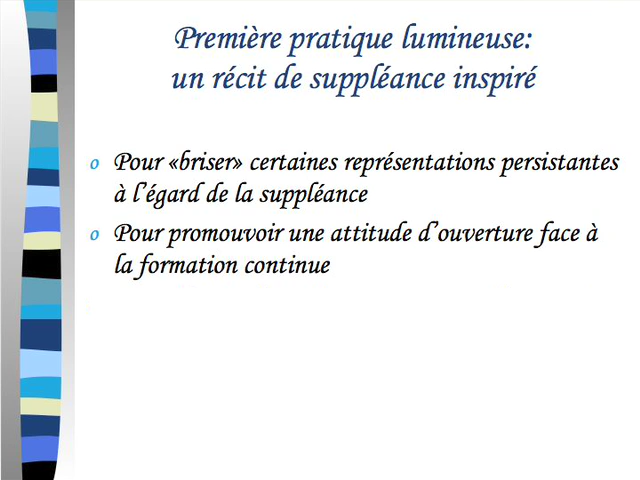 Première pratique lumineuse:
un récit de suppléance inspiré
o Pour «briser» certaines représentations persistantes
à l'égard de la suppléance
o Pour promouvoir une attitude d'ouverture face à
la formation continue